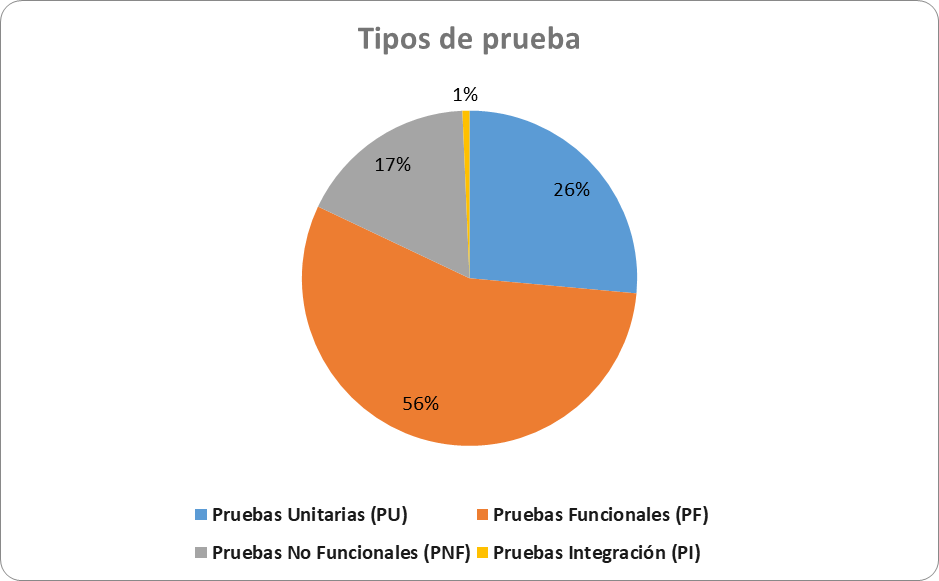 Tipos de prueba
1%
17%
26%
56%
Pruebas Unitarias (PU)
Pruebas Funcionales (PF)
Pruebas No Funcionales (PNF)
Pruebas Integración (PI)